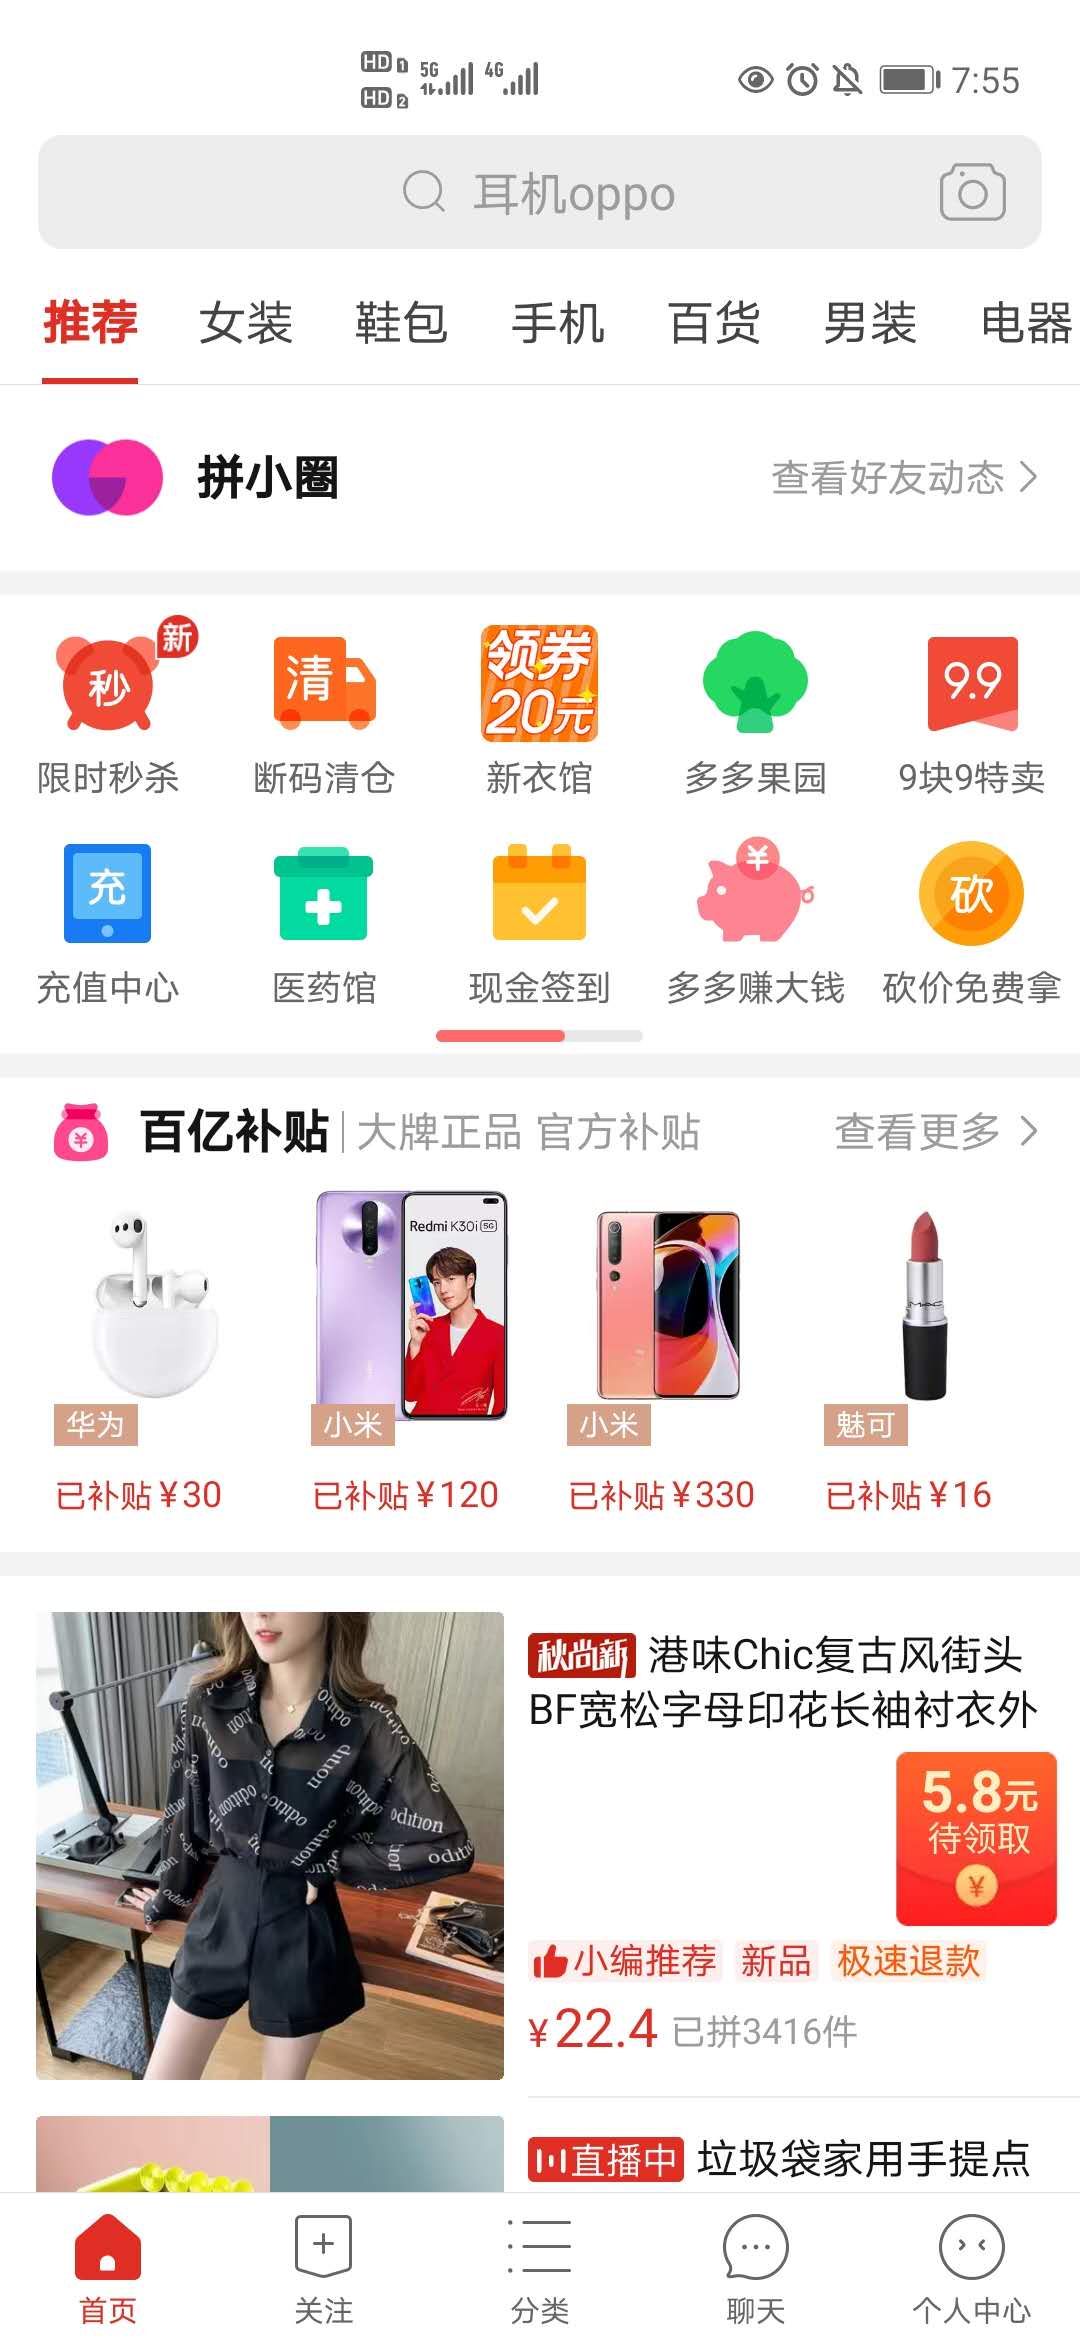 HD 1 5G 4G 7:55
HD 2
耳机oppo
推荐 女装 鞋包 手机 百货 男装 电器
拼小圈 查看好友动态
秒 新 清 领券 20元 9.9
限时秒杀 断码清仓 新衣馆 多多果园 9块9特卖
充 ¥ 砍
充值中心 医药馆 现金签到 多多赚大钱 砍价免费拿
¥ 百亿补贴 大牌正品 官方补贴 查看更多
Redmi K30i 5G
MAC
华为 小米 小米 魅可
已补贴¥30 已补贴¥120 已补贴¥330 已补贴¥16
秋尚新 港味Chic复古风街头
BF宽松字母印花长袖衬衣外
5.8元
待领取
¥
小编推荐 新品 极速退款
¥22.4 已拼3416件
直播中 垃圾袋家用手提点
首页 关注 分类 聊天 个人中心